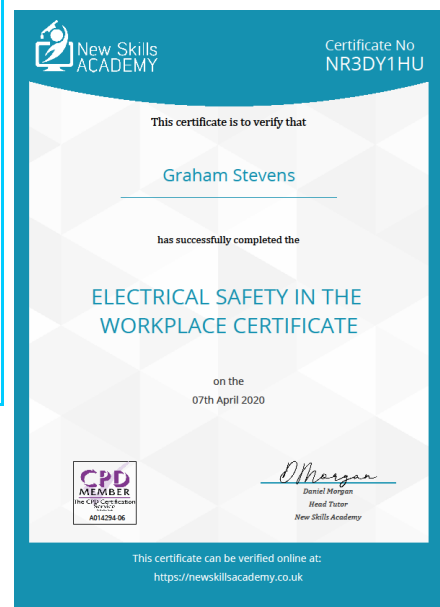 New Skills
ACADEMY
Certificate No
NR3DY1HU
This certificate is to verify that
Graham Stevens
has successfully completed the
ELECTRICAL SAFETY IN THE
WORKPLACE CERTIFICATE
on the
07th April 2020
CPD
MEMBER
The CPD Certification
Service
A014294-06
DMorgan
Daniel Morgan
Head Tutor
New Skills Academy
This certificate can be verified online at:
https://newskillsacademy.co.uk